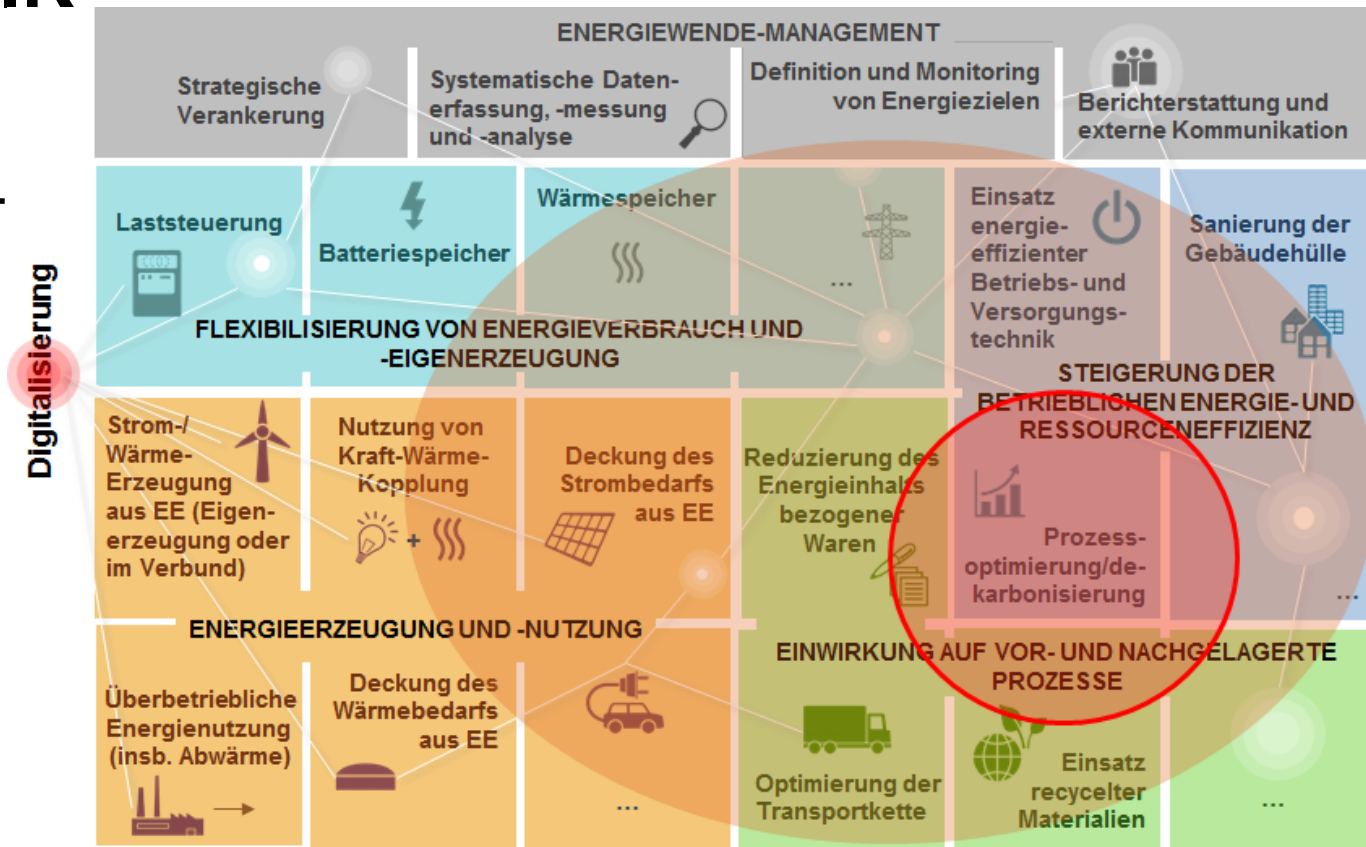 ENERGIEWENDE-MANAGEMENT
Strategische
Verankerung
Systematische Daten-
erfassung, -messung
und -analyse
Definition und Monitoring
von Energiezielen
Berichterstattung und
externe Kommunikation
Digitalisierung
Laststeuerung
Batteriespeicher
Wärmespeicher
...
FLEXIBILISIERUNG VON ENERGIEVERBRAUCH UND
-EIGENERZEUGUNG
Einsatz
energie-
effizienter
Betriebs- und
Versorgungs-
technik
Sanierung der
Gebäudehülle
STEIGERUNG DER
BETRIEBLICHEN ENERGIE- UND
RESSOURCENEFFIZIENZ
Prozess-
optimierung/de-
karbonisierung
...
Strom-/
Wärme-
Erzeugung
aus EE (Eigen-
erzeugung oder
im Verbund)
Nutzung von
Kraft-Wärme-
Kopplung
+
Deckung des
Strombedarfs
aus EE
ENERGIEERZEUGUNG UND -NUTZUNG
Überbetriebliche
Energienutzung
(insb. Abwärme)
Deckung des
Wärmebedarfs
aus EE
...
Reduzierung des
Energieinhalts
bezogener
Waren
EINWIRKUNG AUF VOR- UND NACHGELAGERTE
PROZESSE
Optimierung der
Transportkette
Einsatz
recycelter
Materialien
...